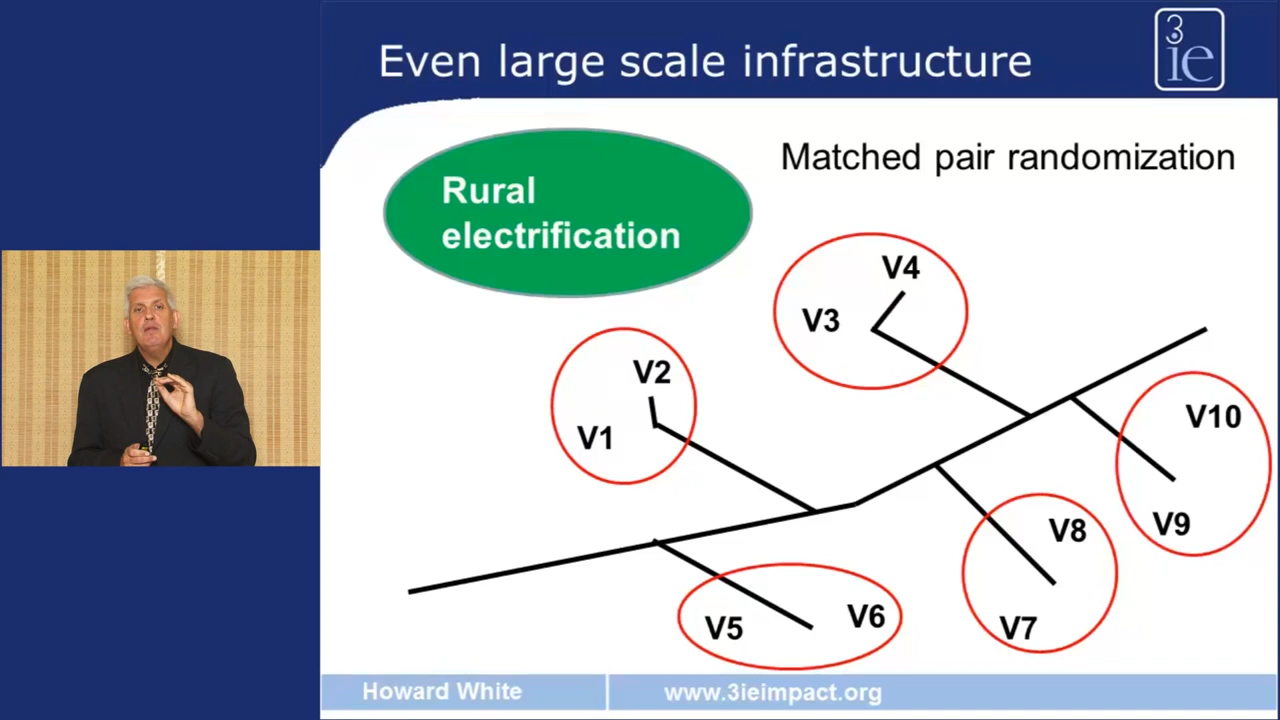 Even large scale infrastructure
3
ie
Rural
electrification
Matched pair randomization
V4
V3
V2
V1
V10
V9
V8
V7
V5
V6
Howard White
www.3ieimpact.org